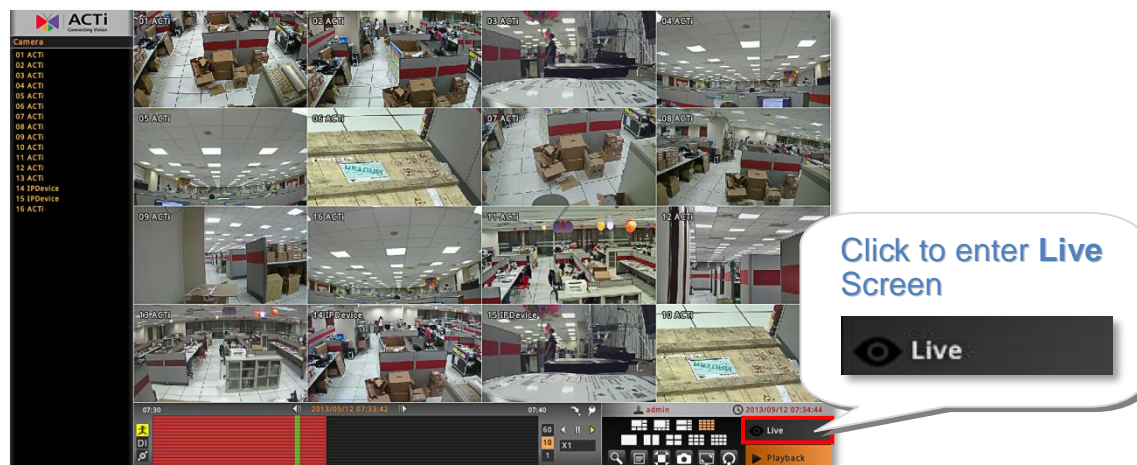 ACTi
Connecting Vision
Camera
01 ACTi
02 ACTi
03 ACTi
04 ACTi
05 ACTi
06 ACTi
07 ACTi
08 ACTi
09 ACTi
10 ACTi
11 ACTi
12 ACTi
13 ACTi
14 IPDevice
15 IPDevice
16 ACTi
01 ACTi
02 ACTi
03 ACTi
04 ACTi
05 ACTi
06 ACTi
07 ACTi
08 ACTi
09 ACTi
16 ACTi
11 ACTi
12 ACTi
13 ACTi
14 IPDevice
15 IPDevice
10 ACTi
Click to enter Live
Screen
Live
07:30
2013/09/12 07:33:42
07:40
admin
2013/09/12 07:34:44
DI
60
10
1
X1
Live
Playback